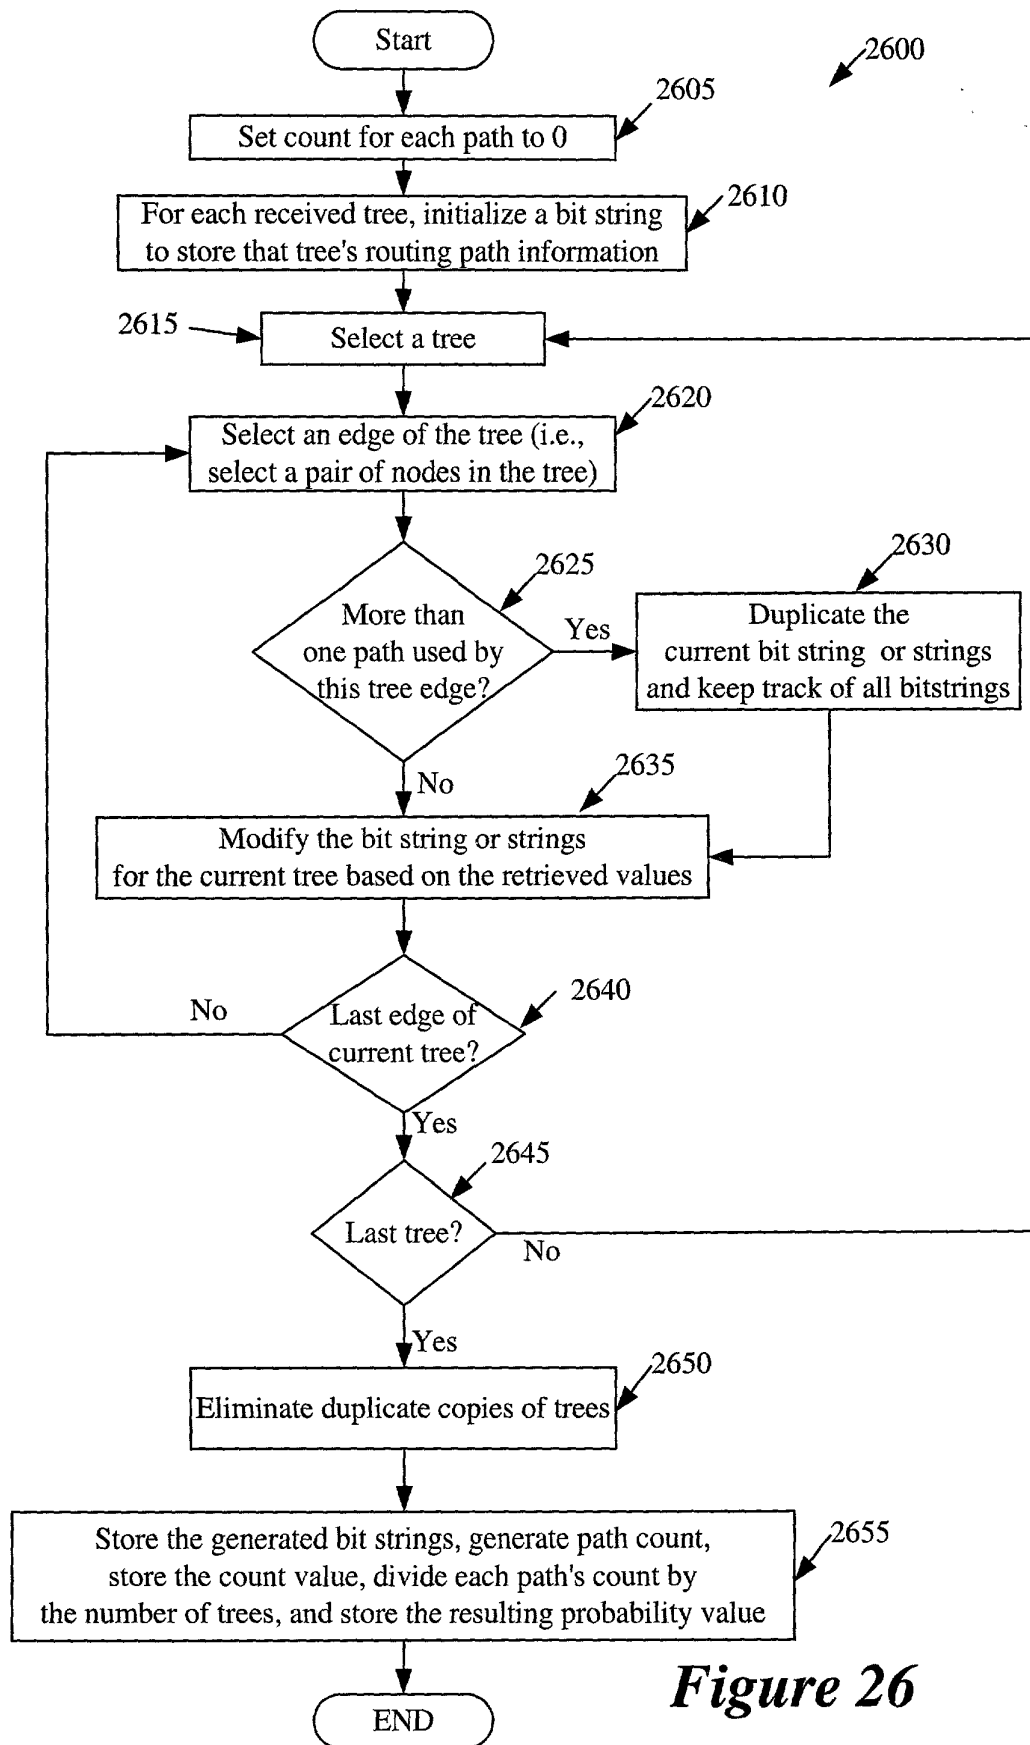 Start
2600
2605
Set count for each path to 0
2610
For each received tree, initialize a bit string
to store that tree's routing path information
2615
Select a tree
2620
Select an edge of the tree (i.e.,
select a pair of nodes in the tree)
2625
More than
one path used by
this tree edge?
Yes
2630
Duplicate the
current bit string or strings
and keep track of all bitstrings
No
2635
Modify the bit string or strings
for the current tree based on the retrieved values
No
2640
Last edge of
current tree?
Yes
2645
Last tree?
No
Yes
2650
Eliminate duplicate copies of trees
2655
Store the generated bit strings, generate path count,
store the count value, divide each path's count by
the number of trees, and store the resulting probability value
Figure 26
END